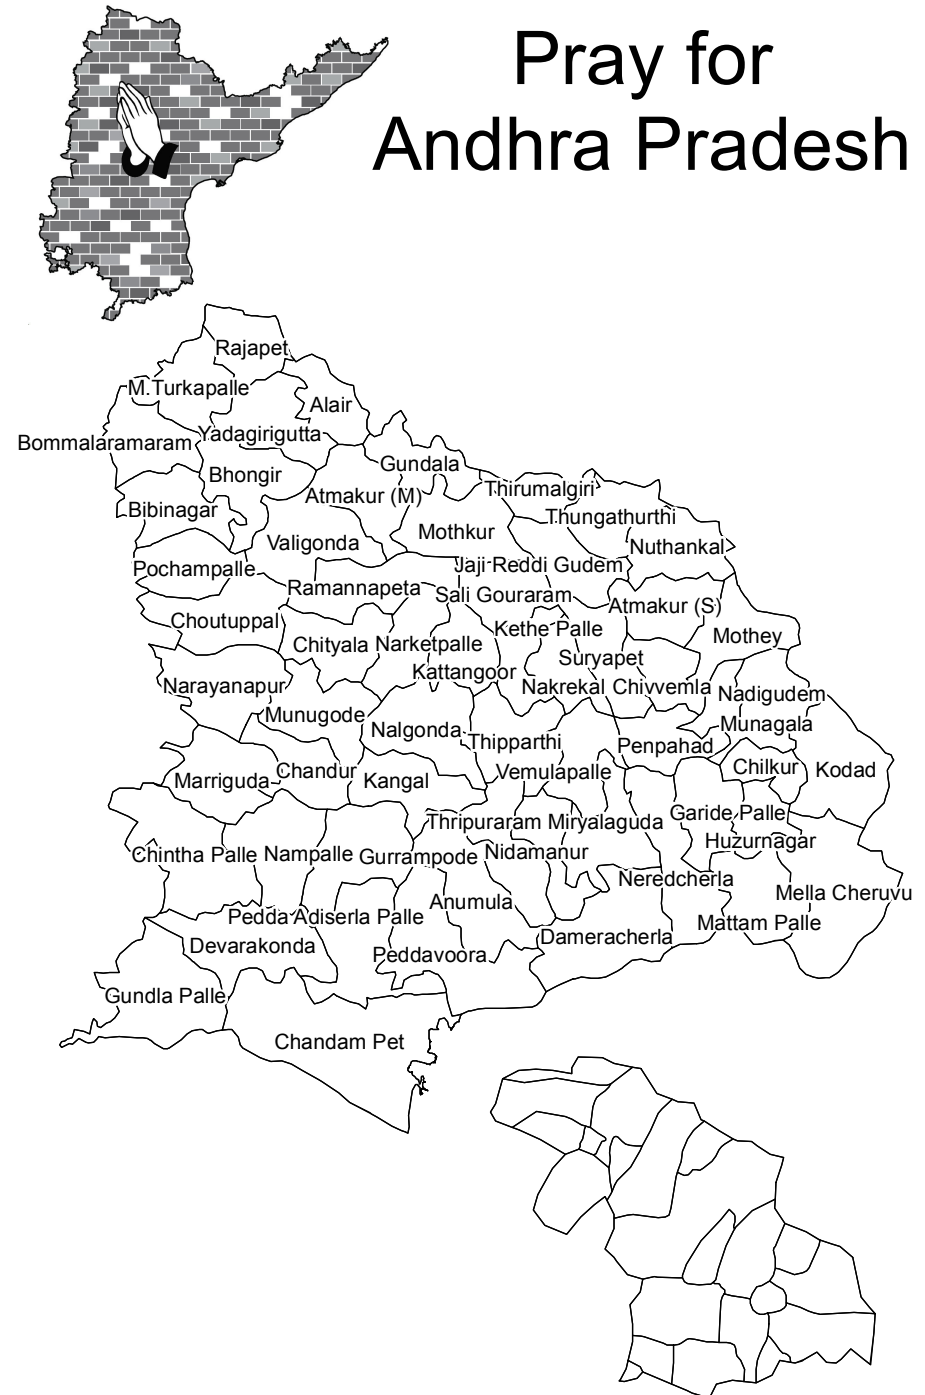 Pray for
Andhra Pradesh
Rajapet
M.Turkapalle
Alair
Bommalaramaram
Yadagirigutta
Bhongir
Gundala
Atmakur (M)
Thirumalgiri
Bibinagar
Thungathurthi
Mothkur
Valigonda
Nuthankal
Pochampalle
Jaji-Reddi Gudem
Ramannapeta
Sali Gouraram
Atmakur (S)
Choutuppal
Kethe Palle
Mothey
Chityala
Narketpalle
Suryapet
Kattangoor
Narayanapur
Nakrekal
Chivvemla
Nadigudem
Munugode
Munagala
Nalgonda
Thipparthi
Penpahad
Chandur
Vemulapalle
Chilkur
Kodad
Marriguda
Kangal
Garide Palle
Thripuraram
Miryalaguda
Huzurnagar
Chintha Palle
Nampalle
Gurrampode
Nidamanur
Neredcherla
Mella Cheruvu
Anumula
Pedda Adiserla Palle
Mattam Palle
Devarakonda
Dameracherla
Peddavoora
Gundla Palle
Chandam Pet